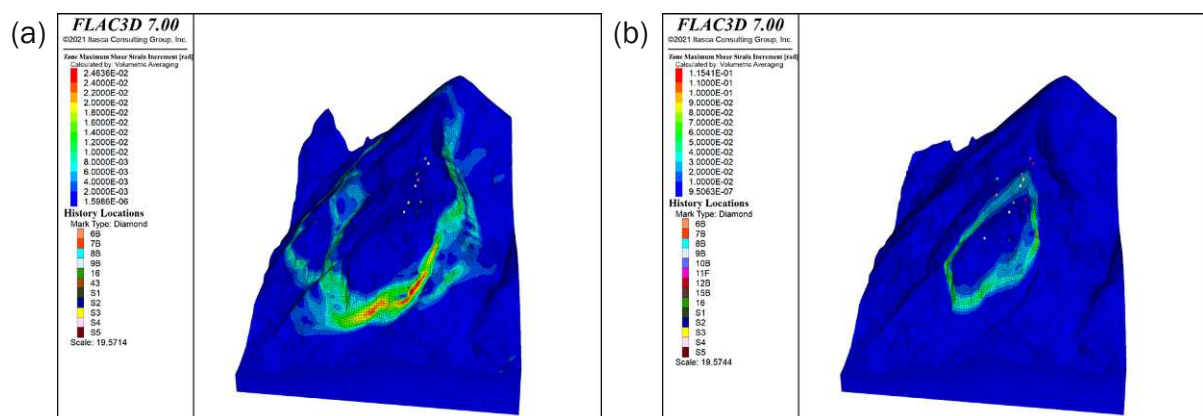 (a)
FLAC3D 7.00
©2021 Itasca Consulting Group, Inc.
Zone Maximum Shear Strain Increment [rad]
Calculated by: Volumetric Averaging
2.4636E-02
2.4000E-02
2.2000E-02
2.0000E-02
1.8000E-02
1.6000E-02
1.4000E-02
1.2000E-02
1.0000E-02
8.0000E-03
6.0000E-03
4.0000E-03
2.0000E-03
1.5986E-06
History Locations
Mark Type: Diamond
6B
7B
8B
9B
16
43
S1
S2
S3
S4
S5
Scale: 19.5714
(b)
FLAC3D 7.00
©2021 Itasca Consulting Group, Inc.
Zone Maximum Shear Strain Increment [rad]
Calculated by: Volumetric Averaging
1.1541E-01
1.1000E-01
1.0000E-01
9.0000E-02
8.0000E-02
7.0000E-02
6.0000E-02
5.0000E-02
4.0000E-02
3.0000E-02
2.0000E-02
1.0000E-02
9.5063E-07
History Locations
Mark Type: Diamond
6B
7B
8B
9B
10B
11F
12B
15B
16
S1
S2
S3
S4
S5
Scale: 19.5744